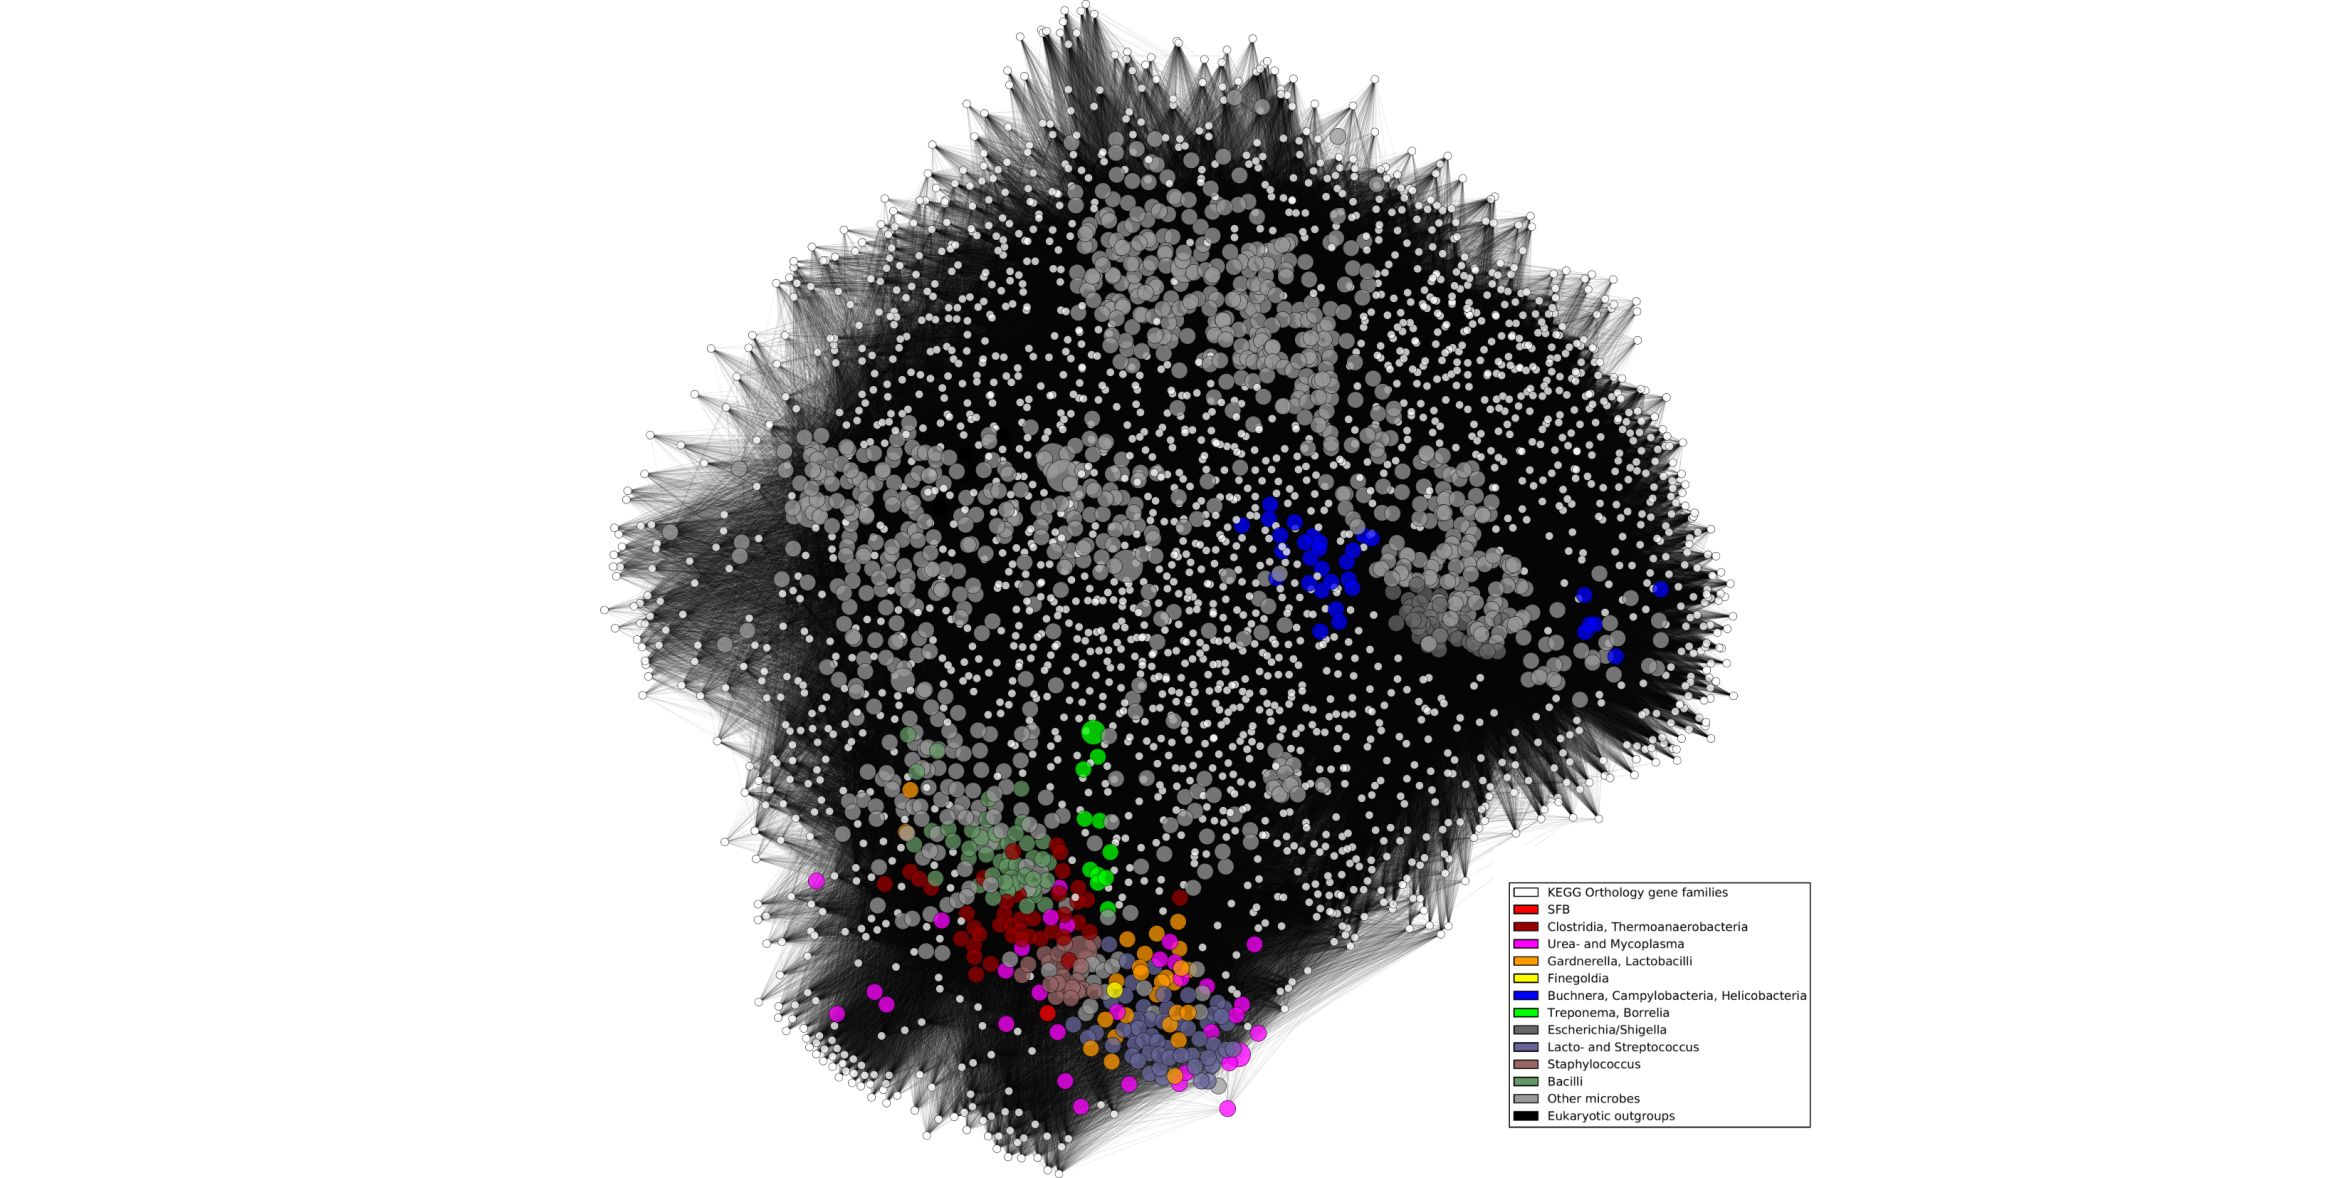 KEGG Orthology gene families
SFB
Clostridia, Thermoanaerobacteria
Urea- and Mycoplasma
Gardnerella, Lactobacilli
Finegoldia
Buchnera, Campylobacteria, Helicobacteria
Treponema, Borrelia
Escherichia/Shigella
Lacto- and Streptococcus
Staphylococcus
Bacilli
Other microbes
Eukaryotic outgroups